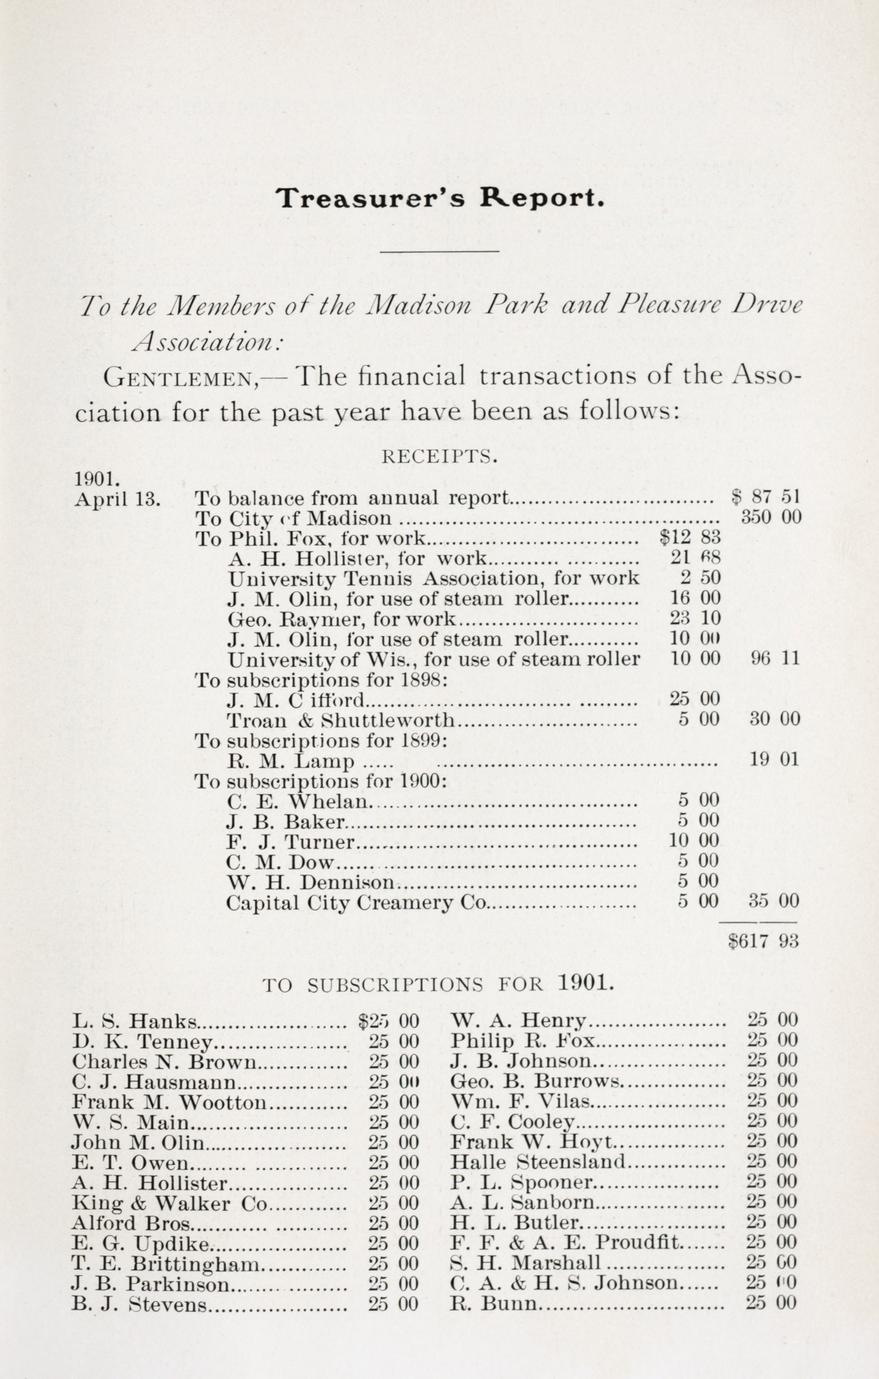 Treasurer's Report.
To the Members of the Madison Park and Pleasure Drive
Association:
GENTLEMEN,— The financial transactions of the Asso-
ciation for the past year have been as follows:
RECEIPTS.
1901.
April 13. To balance from annual report.............................. $ 87 51
To City of Madison .............................................. 350 00
To Phil. Fox, for work................................ $12 83
A. H. Hollister, for work........... ........... 21 68
University Tennis Association, for work 2 50
J. M. Olin, for use of steam roller........... 16 00
Geo. Raymer, for work........................... 23 10
J. M. Olin, for use of steam roller........... 10 00
University of Wis., for use of steam roller 10 00 96 11
To subscriptions for 1898:
J. M. C ifford................................ ......... 25 00
Troan & Shuttleworth........................... 5 00 30 00
To subscriptions for 1899:
R. M. Lamp ..... .......................................... 19 01
To subscriptions for 1900:
C. E. Whelan........................................ 5 00
J. B. Baker............................................ 5 00
F. J. Turner.......................................... 10 00
C. M. Dow...... ...................................... 5 00
W. H. Dennison.................................... 5 00
Capital City Creamery Co....................... 5 00 35 00
$617 93
TO SUBSCRIPTIONS FOR 1901.
L. S. Hanks....................... $25 00 W. A. Henry..................... 25 00
D. K. Tenney.................... 25 00 Philip R. Fox.................... 25 00
Charles N. Brown.............. 25 00 J. B. Johnson.................... 25 00
C. J. Hausmann................. 25 00 Geo. B. Burrows................ 25 00
Frank M. Wootton............ 25 00 Wm. F. Vilas.................... 25 00
W. S. Main........................ 25 00 C. F. Cooley....................... 25 00
John M. Olin...................... 25 00 Frank W. Hoyt................. 25 00
E. T. Owen......... .............. 25 00 Halle Steensland............... 25 00
A. H. Hollister.................. 25 00 P. L. Spooner................... 25 00
King & Walker Co............ 25 00 A. L. Sanborn.................... 25 00
Alford Bros............ ........... 25 00 H. L. Butler...................... 25 00
E. G. Updike..................... 25 00 F. F. & A. E. Proudfit....... 25 00
T. E. Brittingham............. 25 00 S. H. Marshall .................. 25 00
J. B. Parkinson........ ......... 25 00 C. A. & H. S. Johnson...... 25 00
B. J. Stevens..................... 25 00 R. Bunn............................ 25 00